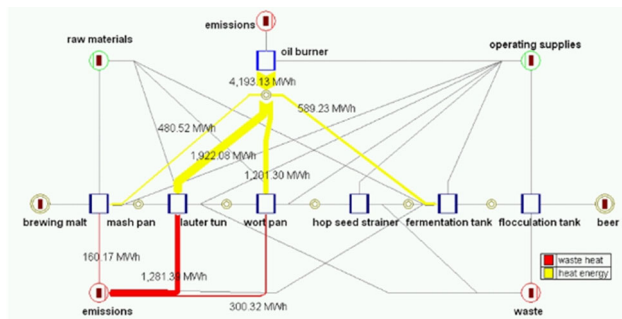 emissions
raw materials
oil burner
operating supplies
4,193.13 MWh
589.23 MWh
480.52 MWh
1,922.08 MWh
1,201.30 MWh
brewing malt
mash pan
lauter tun
wort pan
hop seed strainer
fermentation tank
flocculation tank
beer
160.17 MWh
1,281.39 MWh
waste heat
heat energy
300.32 MWh
emissions
waste